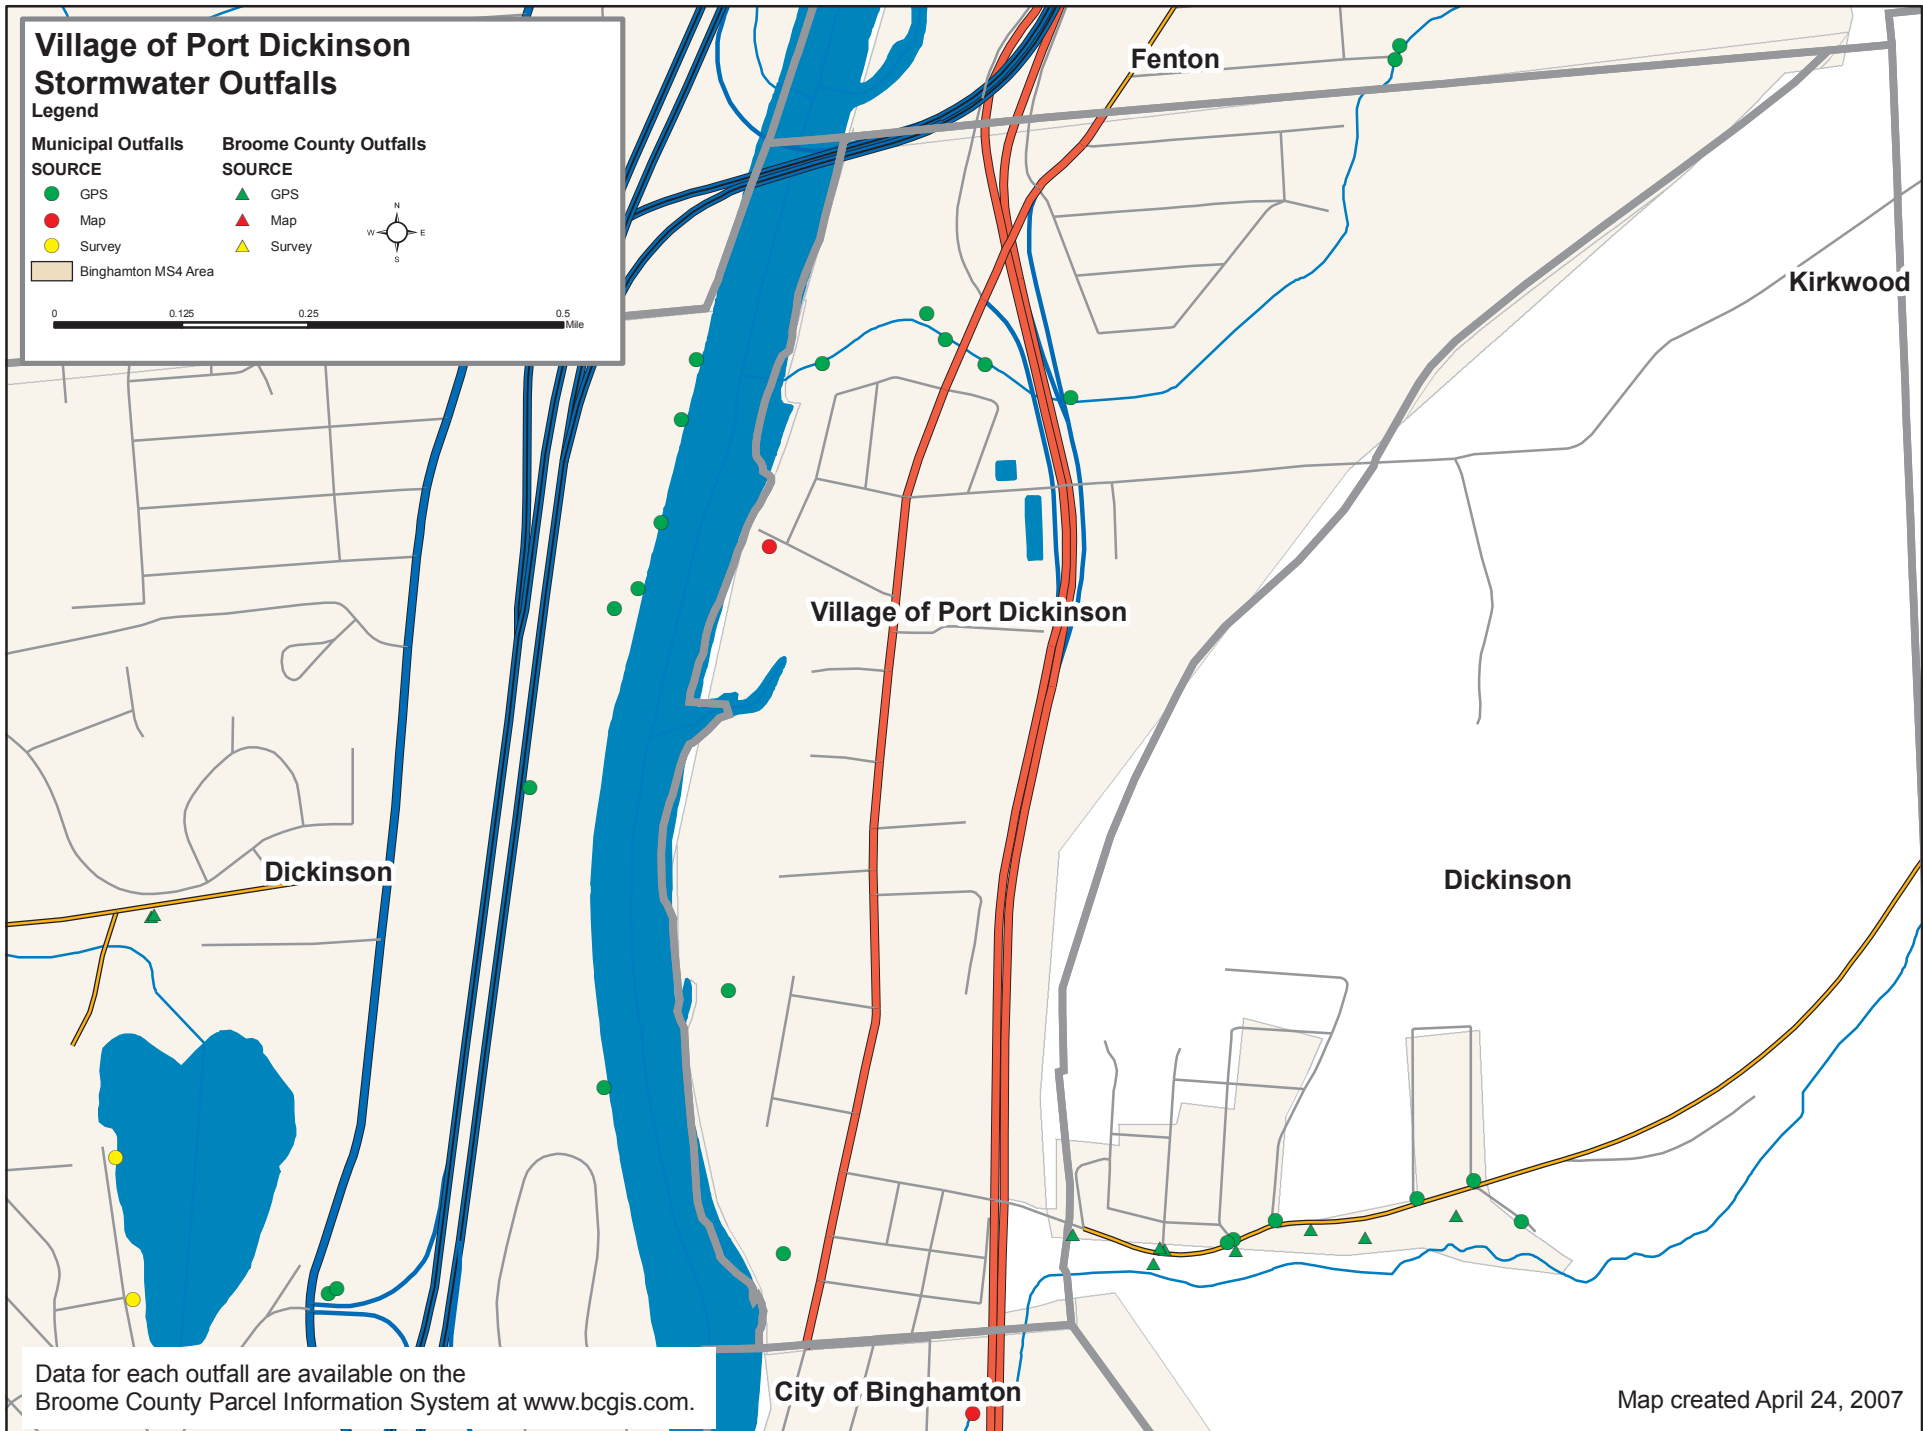 Village of Port Dickinson
Stormwater Outfalls
Legend
Municipal Outfalls
SOURCE
GPS
Map
Survey
Binghamton MS4 Area
Broome County Outfalls
SOURCE
GPS
Map
Survey
N
W E
S
0 0.125 0.25 0.5
Mile
Fenton
Kirkwood
Village of Port Dickinson
Dickinson
Dickinson
City of Binghamton
Data for each outfall are available on the
Broome County Parcel Information System at www.bcgis.com.
Map created April 24, 2007